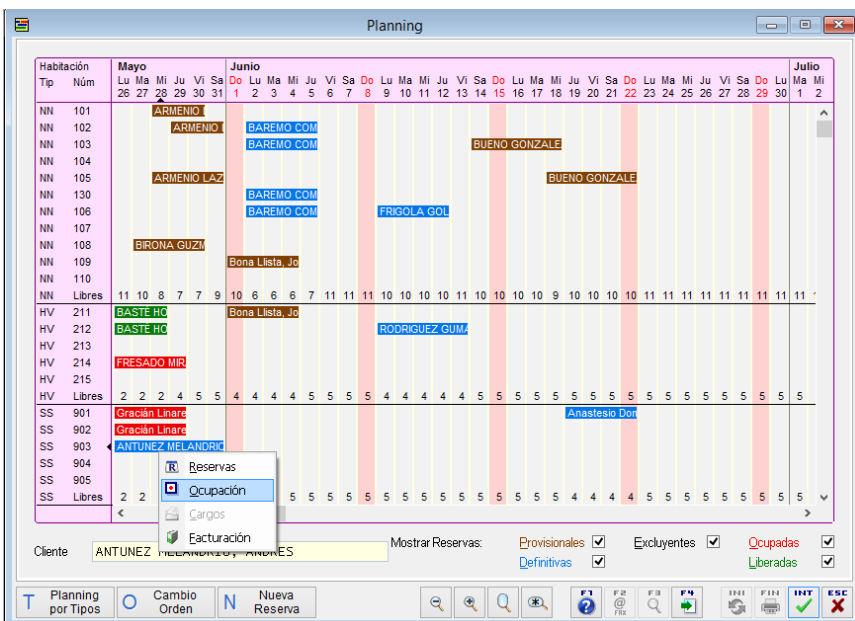 Planning
Habitación Mayo Junio Julio
Tip Núm Lu Ma Mi Ju Vi Sa Do Lu Ma Mi Ju Vi Sa Do Lu Ma Mi Ju Vi Sa Do Lu Ma Mi Ju Vi Sa Do Lu Ma Mi Ju Vi Sa Do Lu Ma Mi
26 27 28 29 30 31 1 2 3 4 5 6 7 8 9 10 11 12 13 14 15 16 17 18 19 20 21 22 23 24 25 26 27 28 29 30 1 2
NN 101 ARMENIO
NN 102 ARMENIO BAREMO COM
NN 103 BAREMO COM BUENO GONZALE
NN 104
NN 105 ARMENIO LAZ BUENO GONZALE
NN 130 BAREMO COM
NN 106 BAREMO COM FRIGOLA GOL
NN 107
NN 108 BIRONA GUZM
NN 109 Bona Llista, Jo
NN 110
NN Libres 11 10 8 7 7 9 10 6 6 6 7 11 11 11 10 10 10 10 11 10 10 10 10 9 10 10 10 10 11 11 11 11 11 11 11 11 11
HV 211 BASTÉ HO Bona Llista, Jo
HV 212 BASTÉ HO RODRIGUEZ GUMA
HV 213
HV 214 FRESADO MIR
HV 215
HV Libres 2 2 2 4 5 5 4 4 4 4 4 5 5 5 4 4 4 4 4 5 5 5 5 5 5 5 5 5 5 5 5 5 5 5 5 5 5
SS 901 Gracián Linare Anastesio Don
SS 902 Gracián Linare
SS 903 ANTUNEZ MELANDRIO
SS 904
SS 905
SS Libres 2 2 5 5 5 5 5 5 5 5 5 5 5 5 5 5 5 4 4 4 4 5 5 5 5 5 5 5 5 5
Reservas
Ocupación
Cargos
Facturación
Cliente ANTUNEZ MELANDRIO, ANDRES
Mostrar Reservas: Provisionales Excluyentes Ocupadas
Definitivas Liberadas
T Planning por Tipos O Cambio Orden N Nueva Reserva
F1 F2 @ FRX F3 F4 INI FIN INT ESC